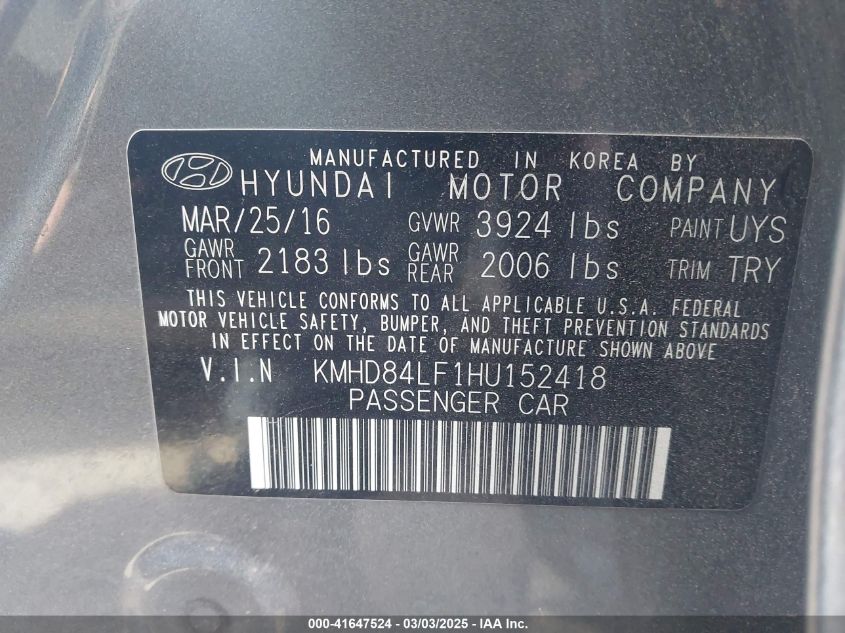 MANUFACTURED IN KOREA BY
HYUNDAI MOTOR COMPANY
MAR/25/16 GVWR 3924 lbs PAINT UYS
GAWR FRONT 2183 lbs GAWR REAR 2006 lbs TRIM TRY
THIS VEHICLE CONFORMS TO ALL APPLICABLE U.S.A. FEDERAL
MOTOR VEHICLE SAFETY, BUMPER, AND THEFT PREVENTION STANDARDS
IN EFFECT ON THE DATE OF MANUFACTURE SHOWN ABOVE
V.I.N KMHD84LF1HU152418
PASSENGER CAR
000-41647524 - 03/03/2025 - IAA Inc.